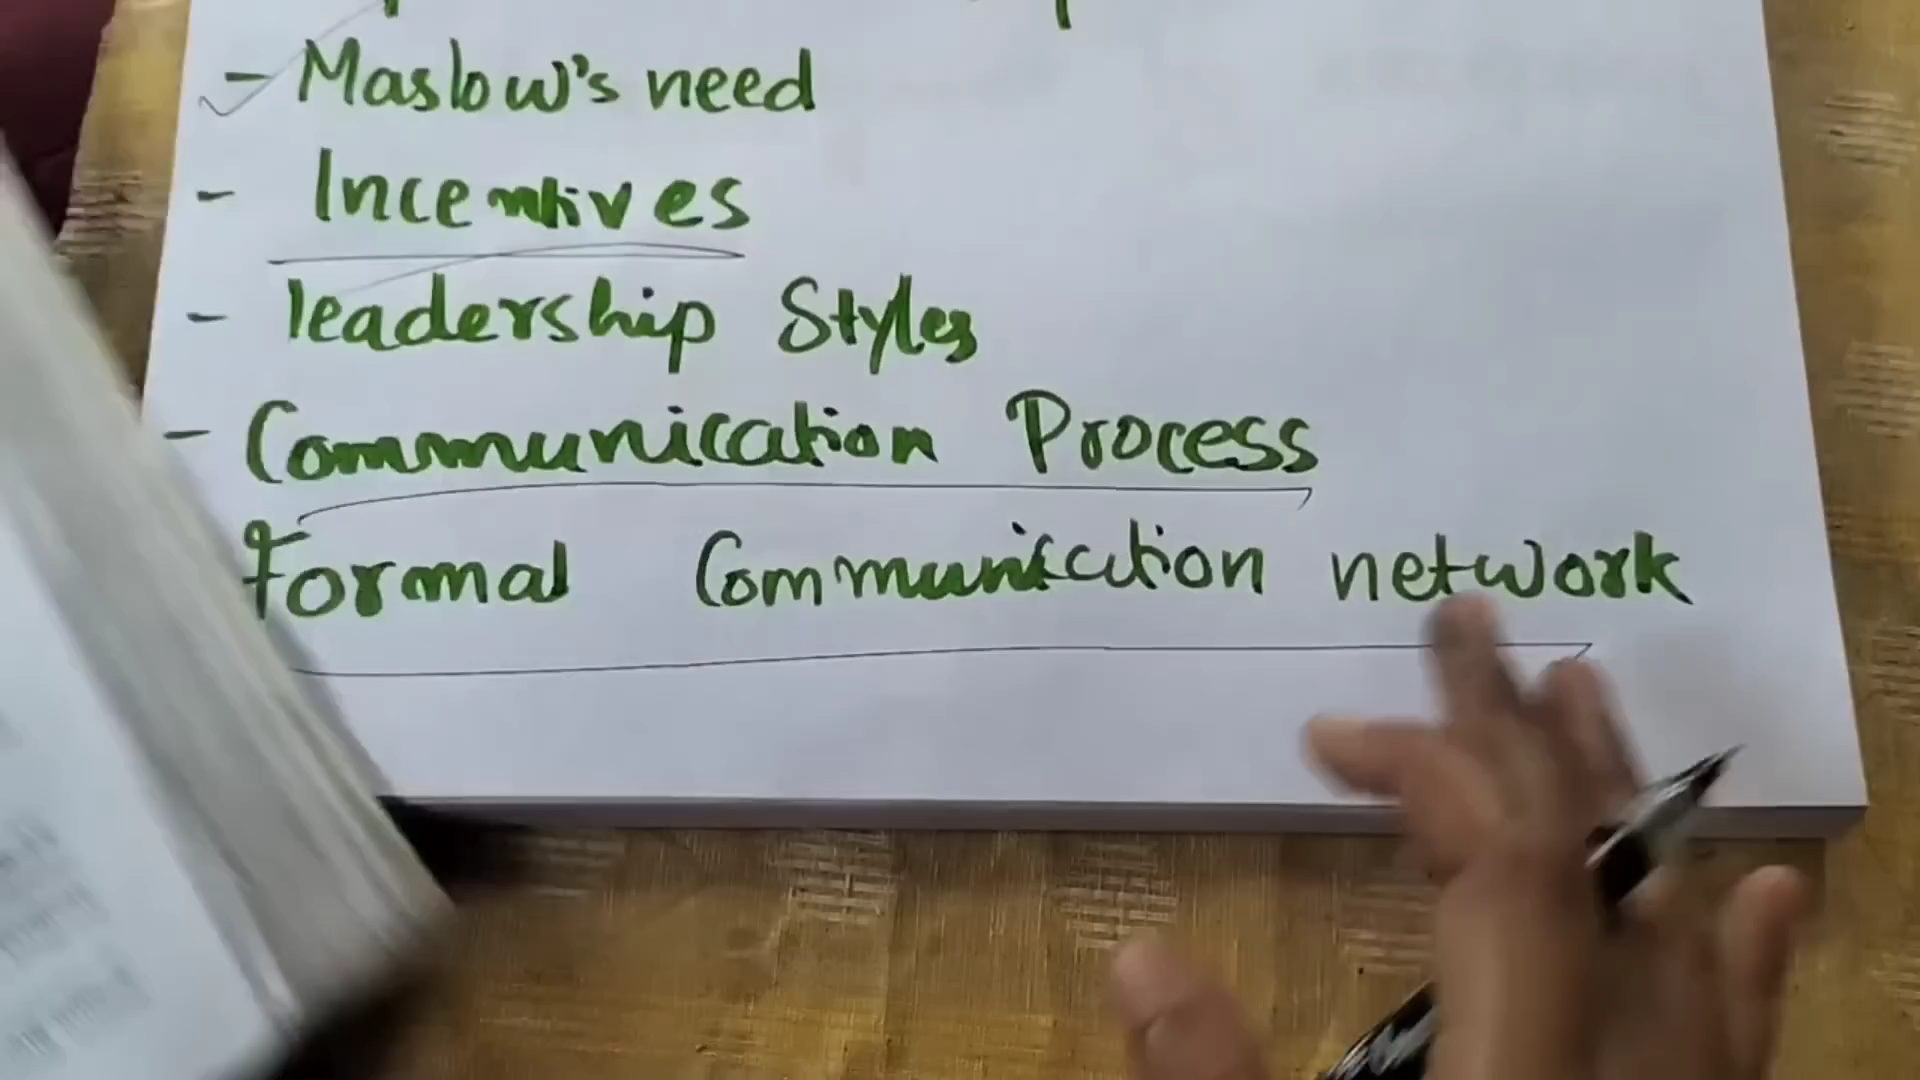 - Maslow's need
- Incentives
- leadership Styles
- Communication Process
Formal Communication network